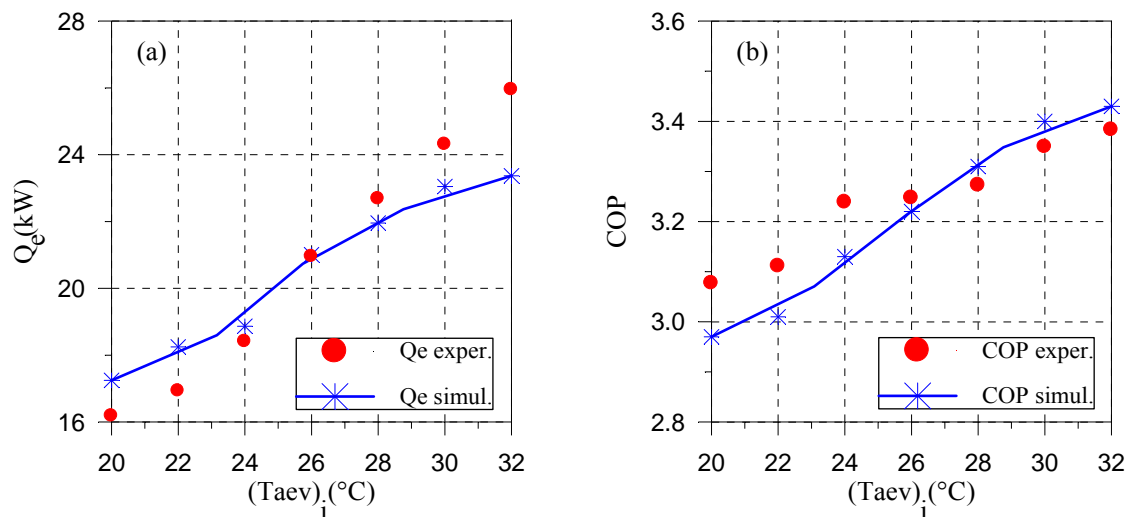 28
24
20
16
Qe(kW)
(a)
Qe exper.
Qe simul.
20 22 24 26 28 30 32
(Taev)i(°C)
3.6
3.4
3.2
3.0
2.8
COP
(b)
COP exper.
COP simul.
20 22 24 26 28 30 32
(Taev)i(°C)